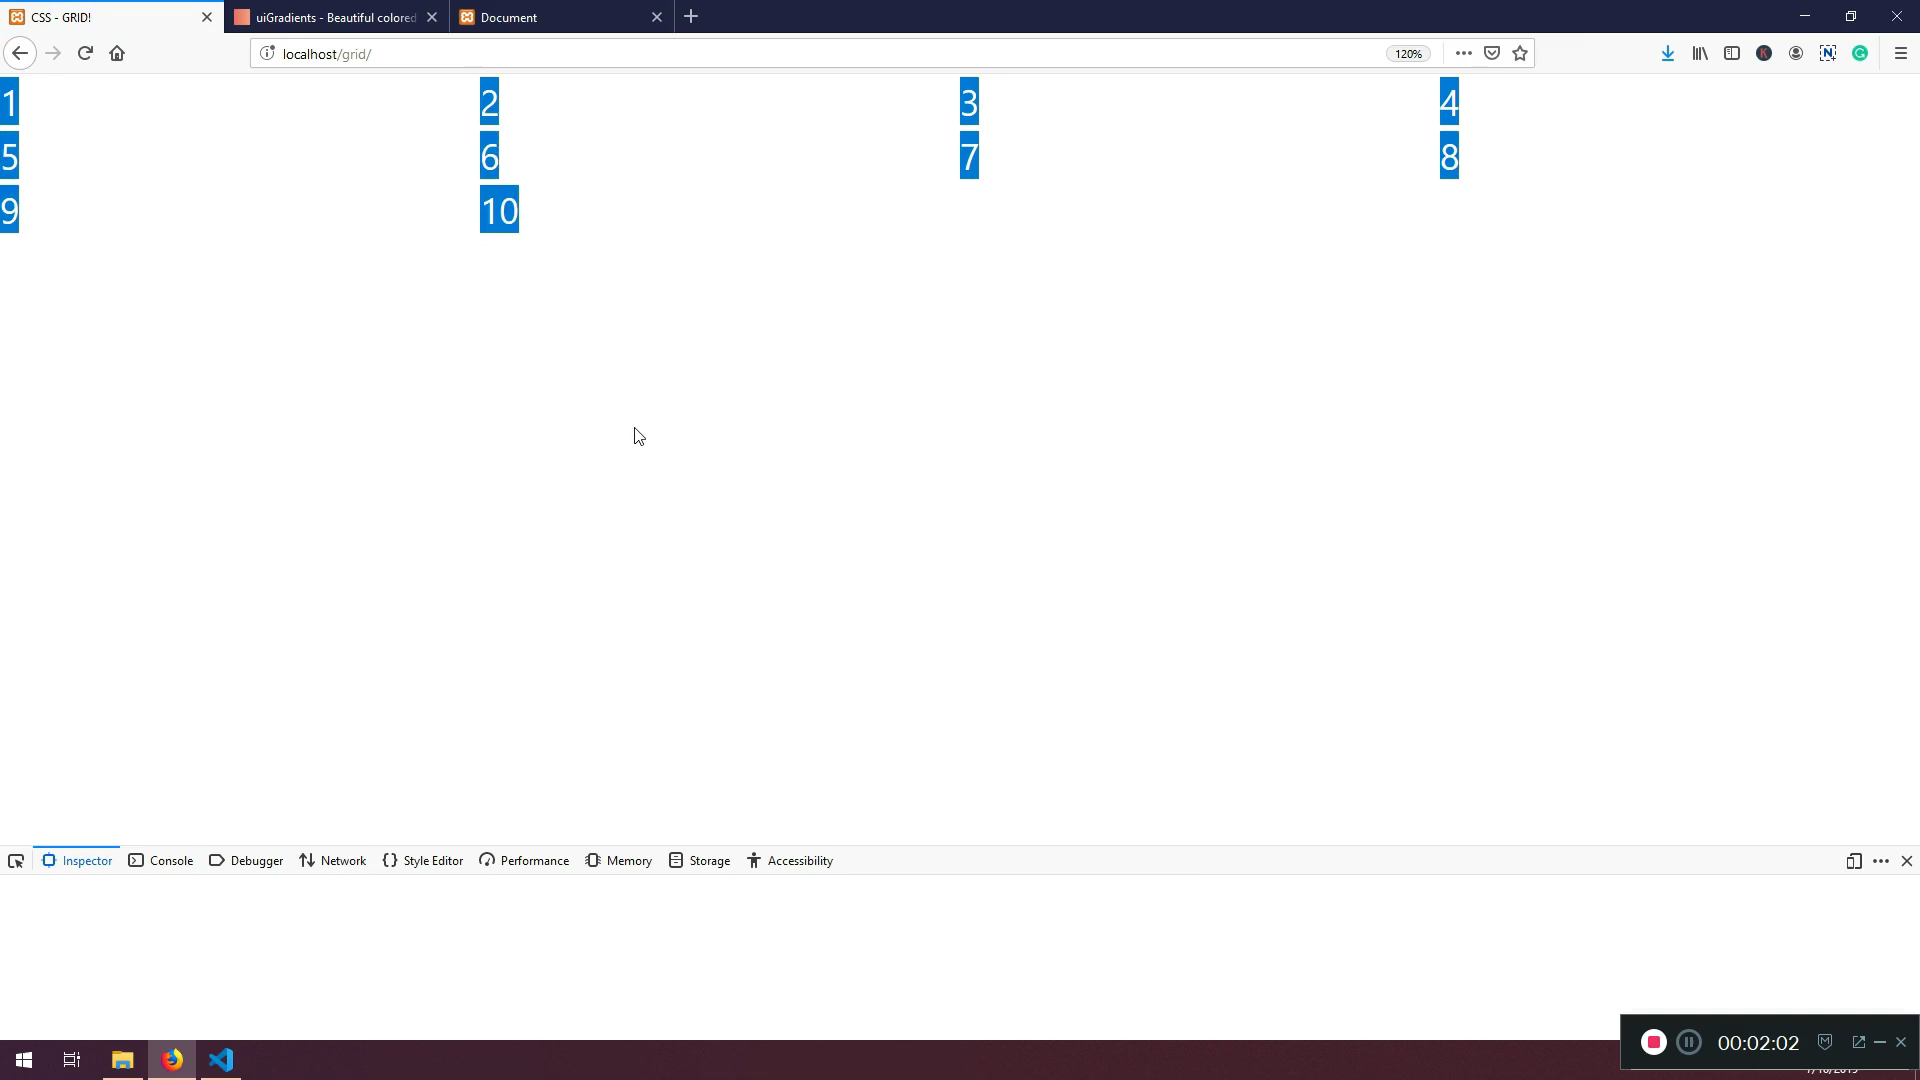 CSS - GRID!
uiGradients - Beautiful colored
Document
localhost/grid/
120%
1 2 3 4
5 6 7 8
9 10
Inspector Console Debugger Network Style Editor Performance Memory Storage Accessibility
00:02:02